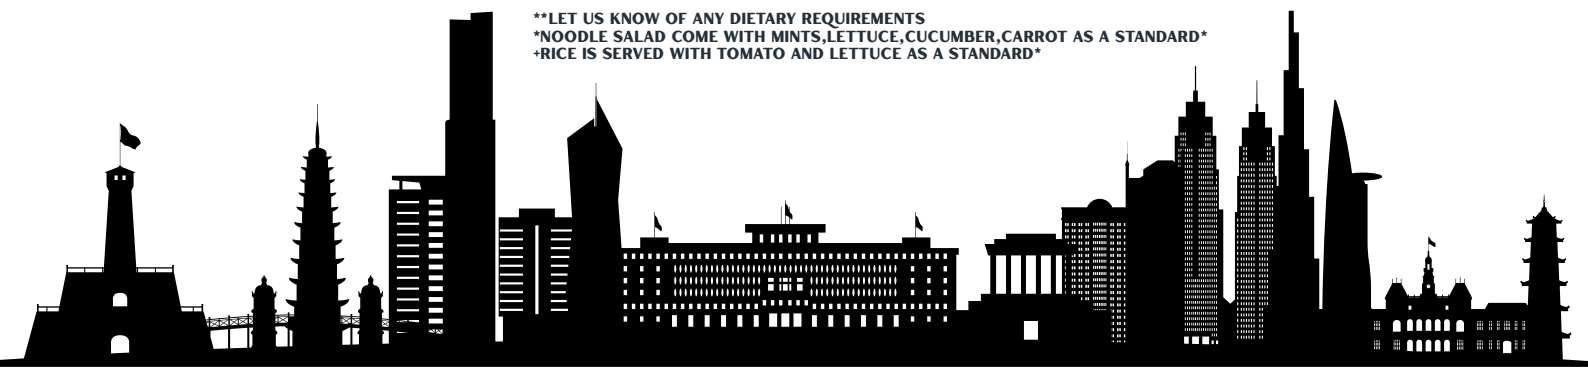 **LET US KNOW OF ANY DIETARY REQUIREMENTS
*NOODLE SALAD COME WITH MINTS,LETTUCE,CUCUMBER,CARROT AS A STANDARD*
+RICE IS SERVED WITH TOMATO AND LETTUCE AS A STANDARD*